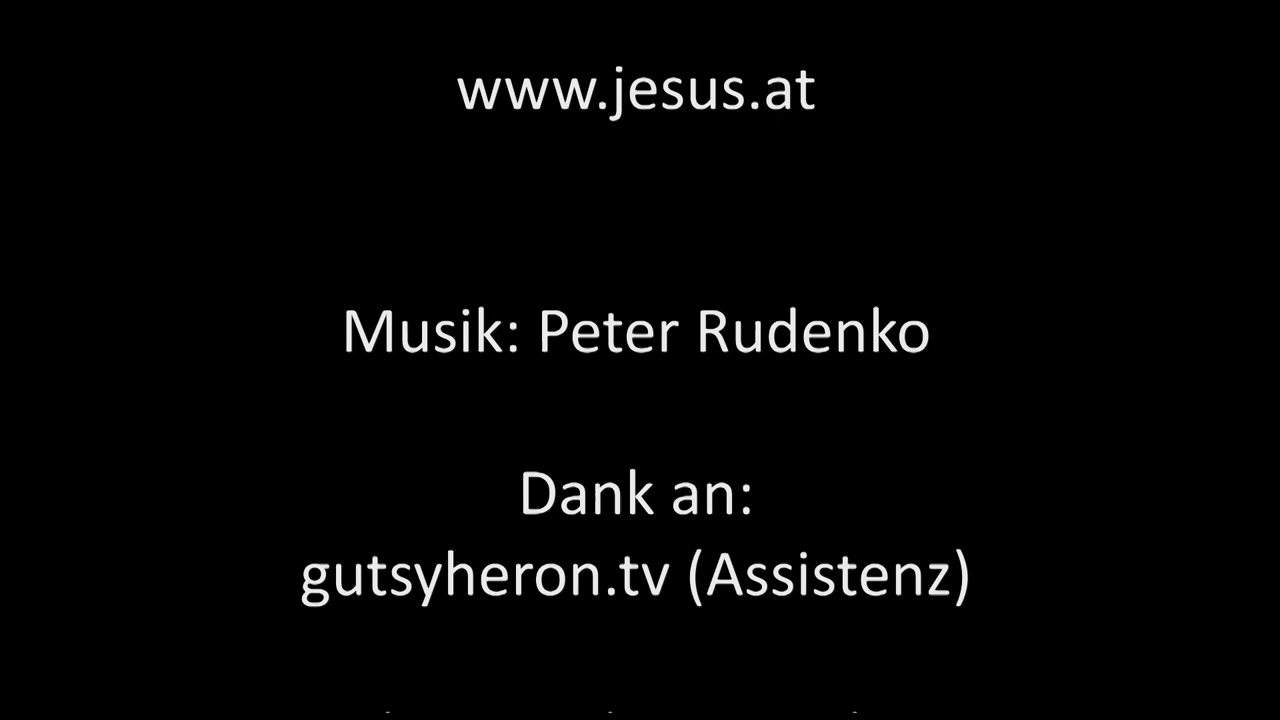 www.jesus.at
Musik: Peter Rudenko
Dank an:
gutsyheron.tv (Assistenz)